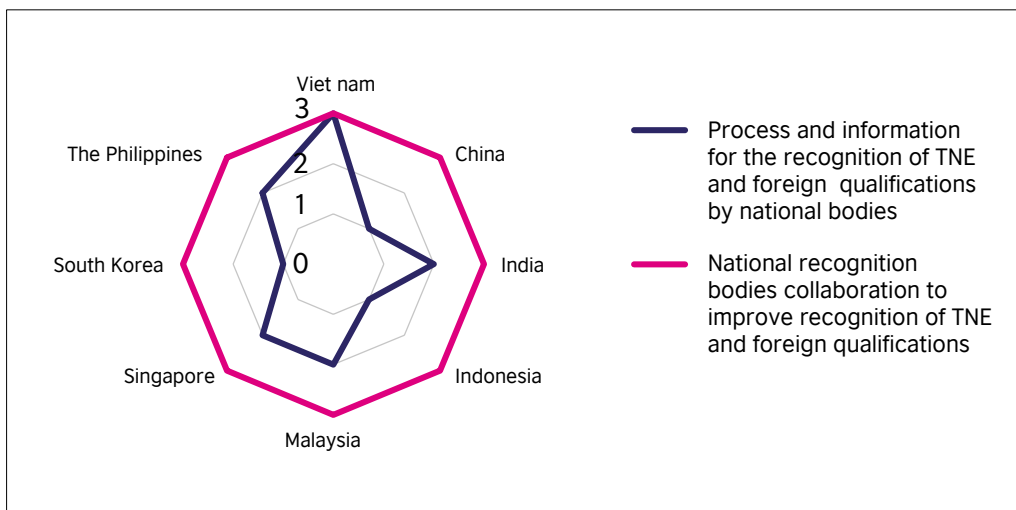 Viet nam
3
The Philippines
China
2
1
South Korea
0
India
Singapore
Indonesia
Malaysia
Process and information
for the recognition of TNE
and foreign qualifications
by national bodies
National recognition
bodies collaboration to
improve recognition of TNE
and foreign qualifications